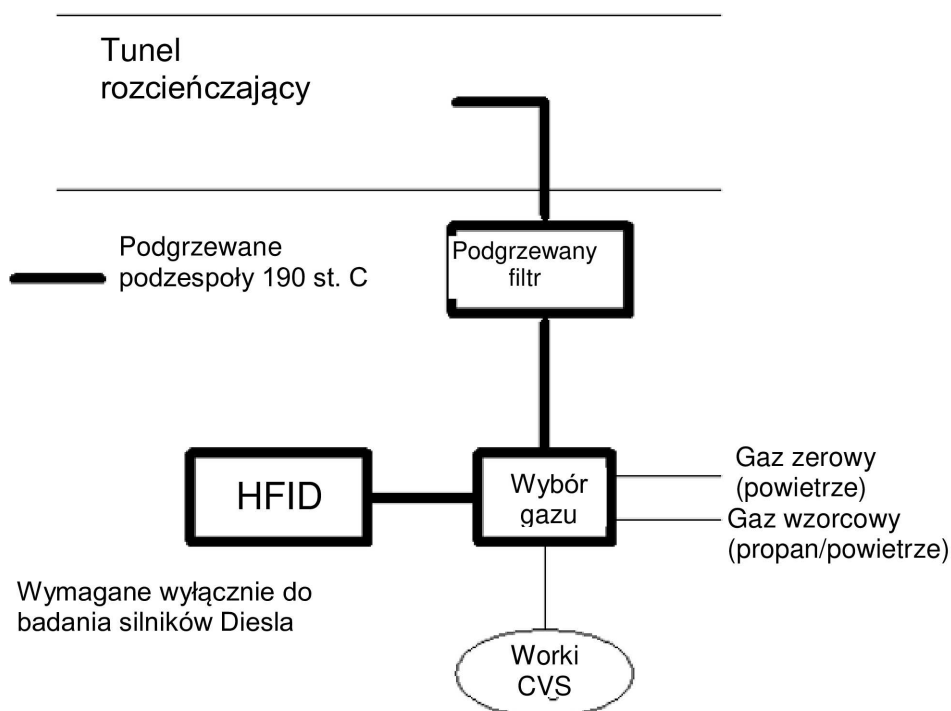 Tunel
rozcieńczający
Podgrzewane
podzespoły 190 st. C
Podgrzewany
filtr
HFID
Wybór
gazu
Gaz zerowy
(powietrze)
Gaz wzorcowy
(propan/powietrze)
Wymagane wyłącznie do
badania silników Diesla
Worki
CVS